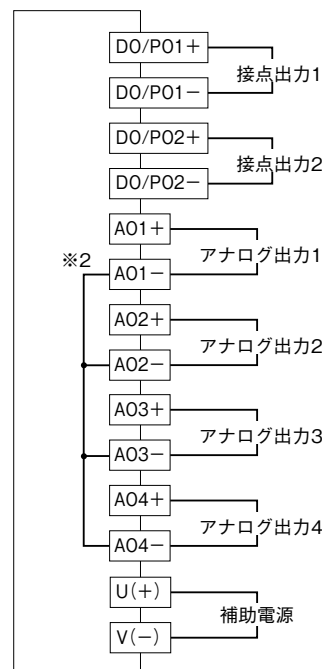 DO/PO1+
接点出力1
DO/PO1−
DO/PO2+
接点出力2
DO/PO2−
AO1+
アナログ出力1
※2
AO1−
AO2+
アナログ出力2
AO2−
AO3+
アナログ出力3
AO3−
AO4+
アナログ出力4
AO4−
U(+)
補助電源
V(−)